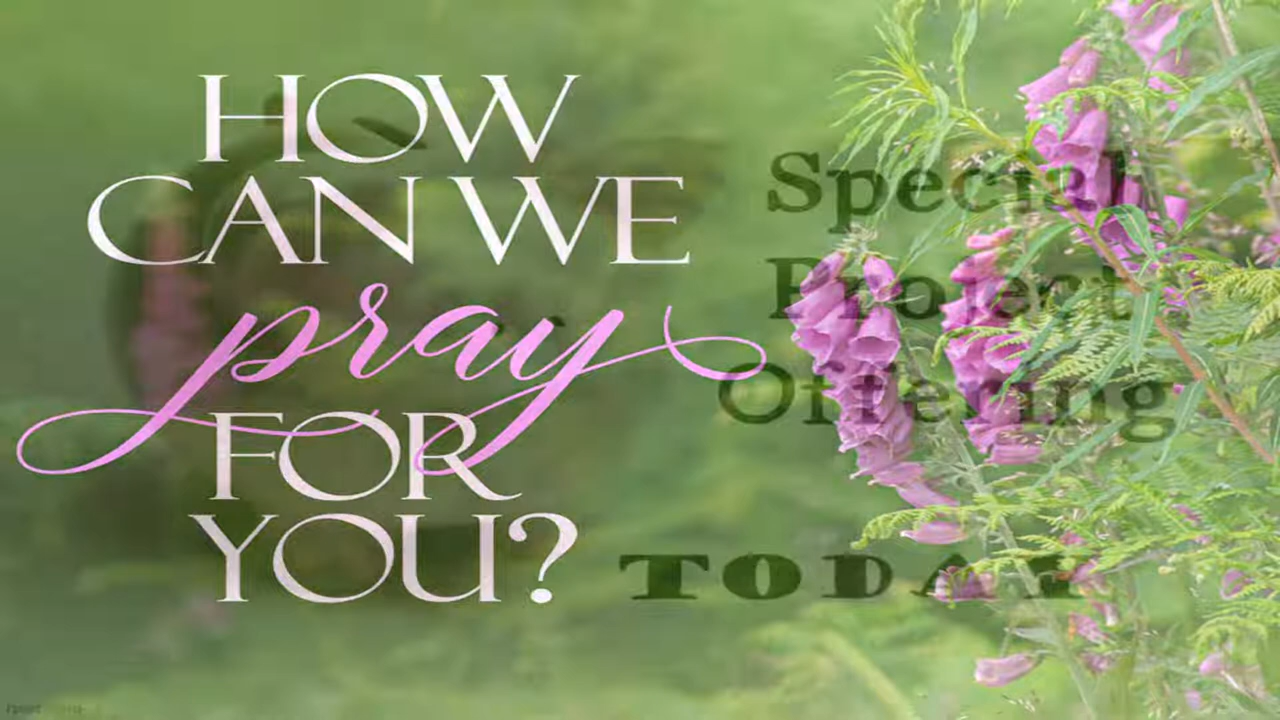 HOW
CAN WE
pray
FOR
YOU?
Special
Project
Offering
TODAY